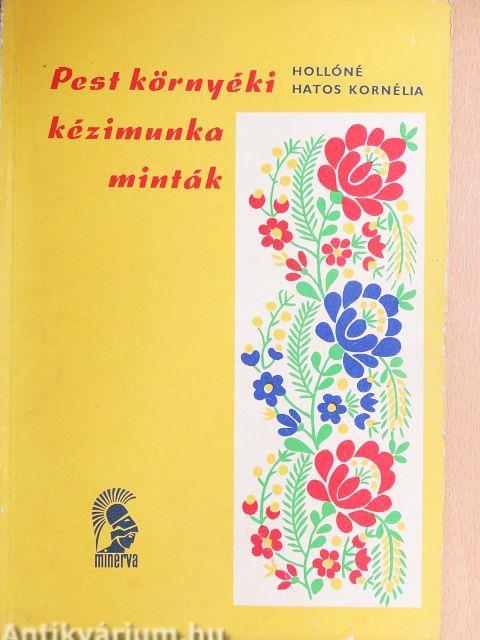 Pest környéki
kézimunka
minták
HOLLÓNÉ
HATOS KORNÉLIA
minerva
Antikvárium.hu